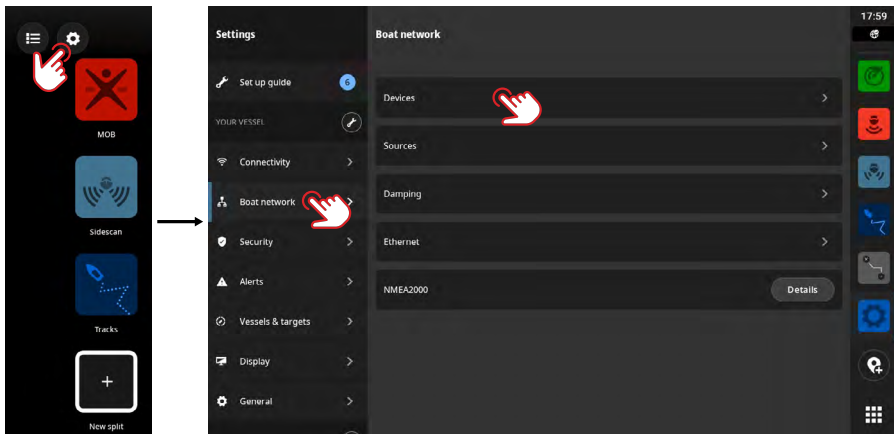 MOB
Sidescan
Tracks
+
New split
Settings
Set up guide
6
YOUR VESSEL
Connectivity
Boat network
Security
Alerts
Vessels & targets
Display
General
Boat network
Devices
Sources
Damping
Ethernet
NMEA2000
Details
17:59